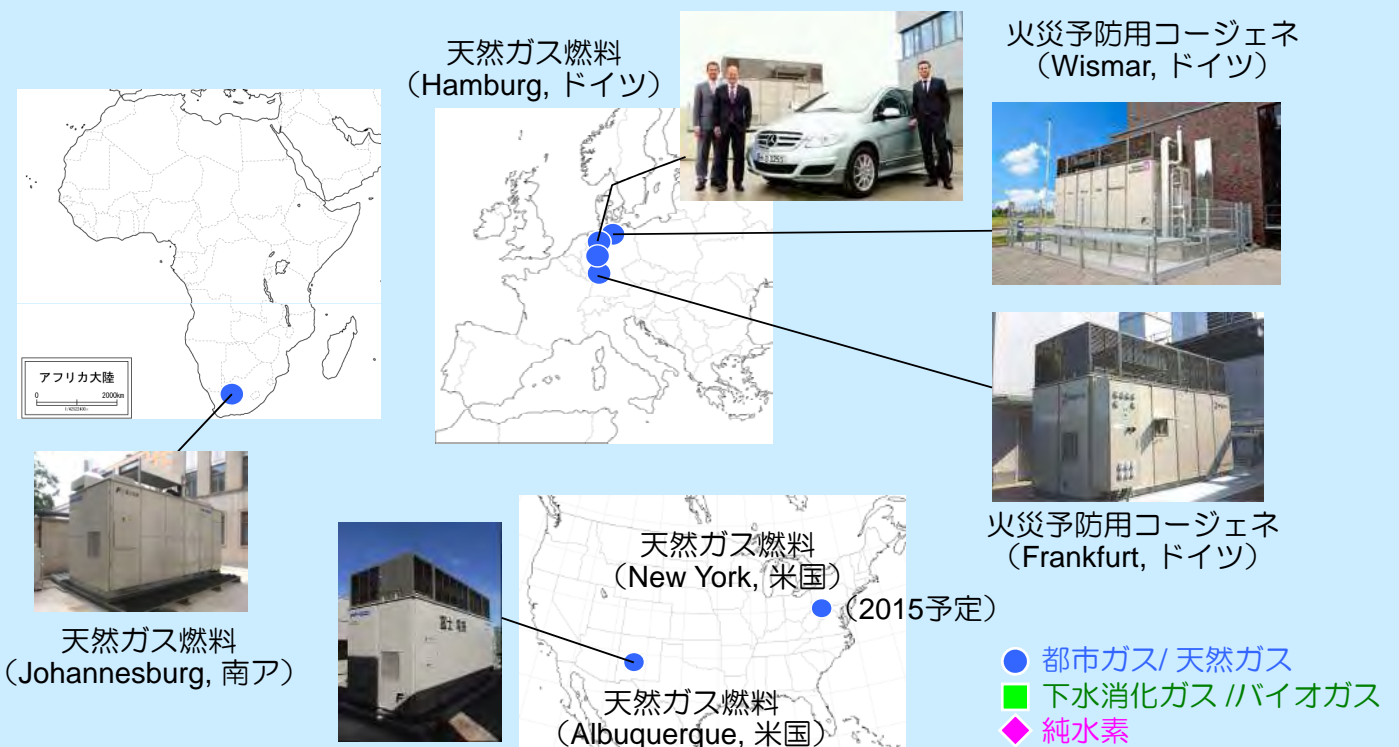 天然ガス燃料
（Hamburg, ドイツ）
火災予防用コージェネ
（Wismar, ドイツ）
アフリカ大陸
0 2000km
火災予防用コージェネ
（Frankfurt, ドイツ）
天然ガス燃料
（Johannesburg, 南ア）
富士電機
天然ガス燃料
（New York, 米国）
（2015予定）
天然ガス燃料
（Albuquerque, 米国）
都市ガス/ 天然ガス
下水消化ガス //バイオガス
純水素